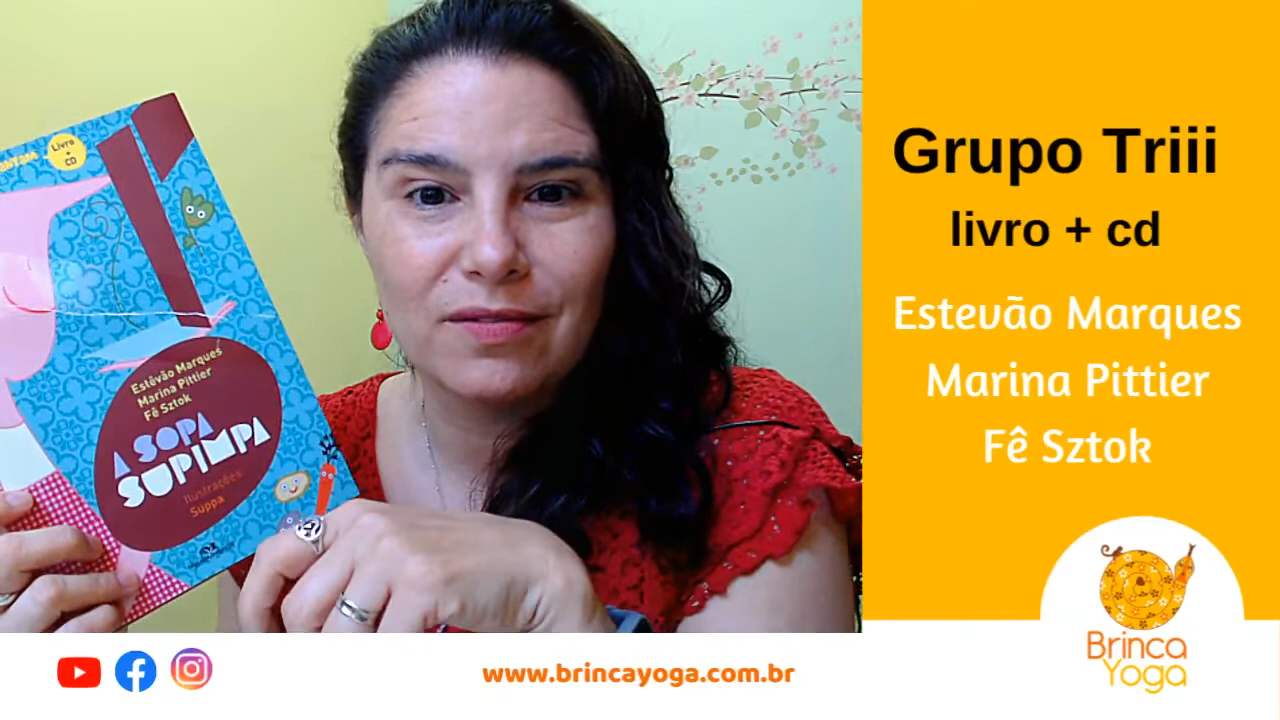 Livro
+
CD
Estêvão Marques
Marina Pittier
Fê Sztok
A SOPA
SUPIMPA
Ilustrações
Suppa
Grupo Triii
livro + cd
Estevão Marques
Marina Pittier
Fê Sztok
Brinca
Yoga
www.brincayoga.com.br